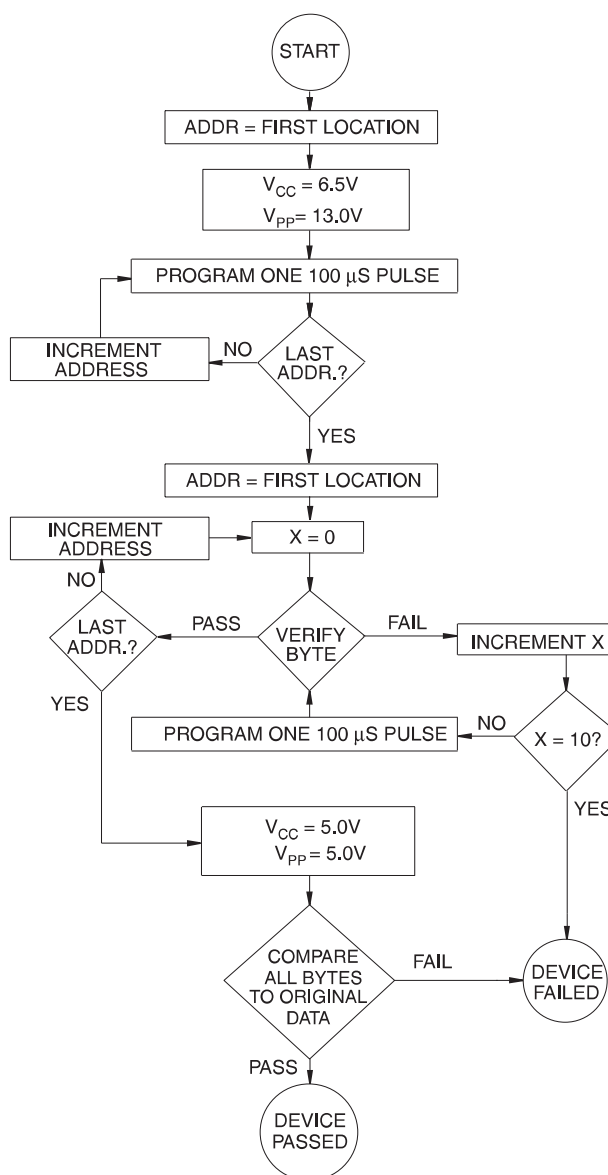 START
ADDR = FIRST LOCATION
VCC = 6.5V
VPP= 13.0V
PROGRAM ONE 100 µS PULSE
INCREMENT
ADDRESS
NO
LAST
ADDR.?
YES
ADDR = FIRST LOCATION
INCREMENT
ADDRESS
X = 0
NO
LAST
ADDR.?
PASS
VERIFY
BYTE
FAIL
INCREMENT X
YES
PROGRAM ONE 100 µS PULSE
NO
X = 10?
YES
VCC = 5.0V
VPP = 5.0V
COMPARE
ALL BYTES
TO ORIGINAL
DATA
FAIL
DEVICE
FAILED
PASS
DEVICE
PASSED